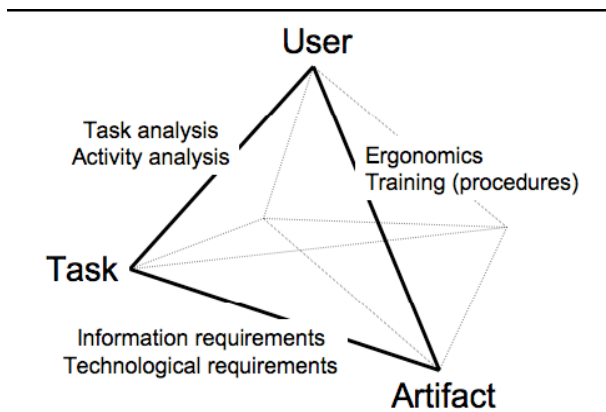 User
Task analysis
Activity analysis
Ergonomics
Training (procedures)
Task
Information requirements
Technological requirements
Artifact